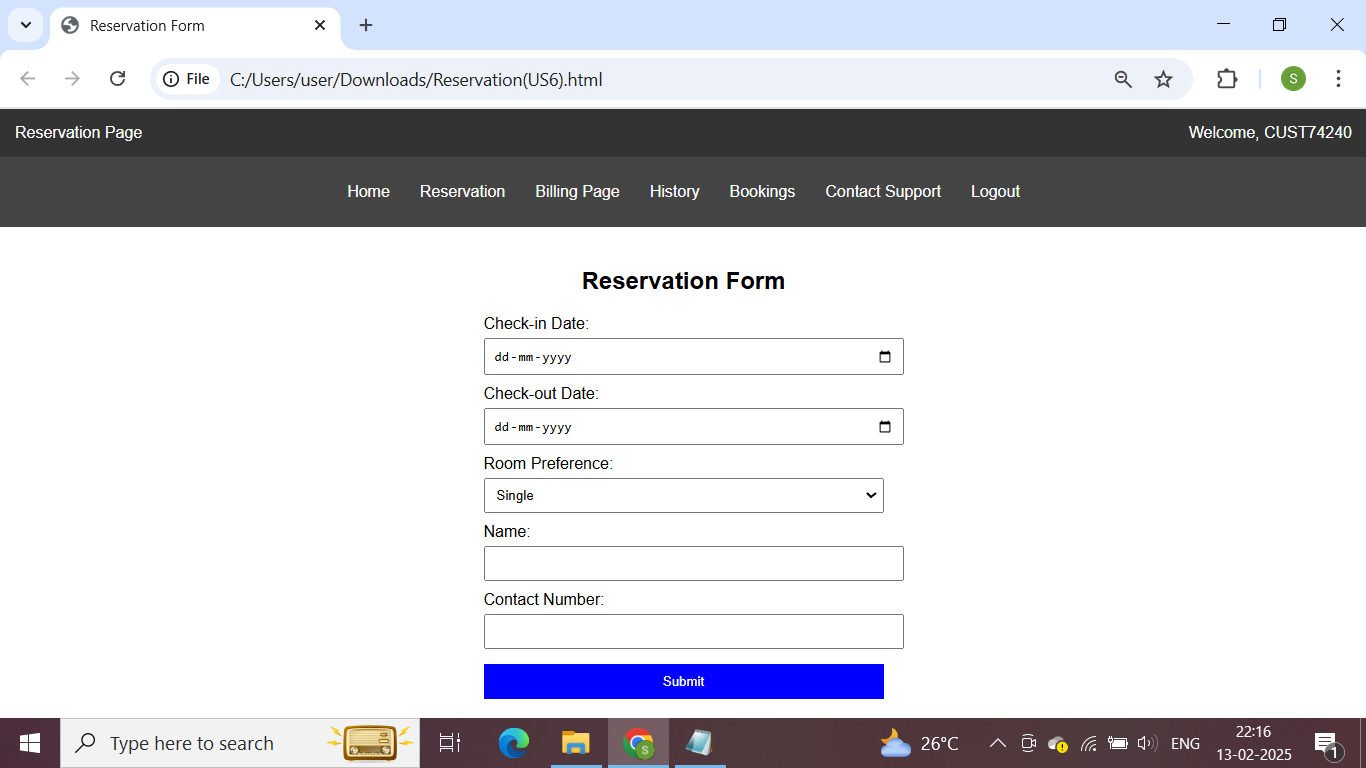 Reservation Form
File C:/Users/user/Downloads/Reservation(US6).html S
Reservation Page Welcome, CUST74240
Home Reservation Billing Page History Bookings Contact Support Logout
Reservation Form
Check-in Date:
dd-mm-yyyy
Check-out Date:
dd-mm-yyyy
Room Preference:
Single
Name:
Contact Number:
Submit
Type here to search S 26°C ENG 22:16
13-02-2025 1